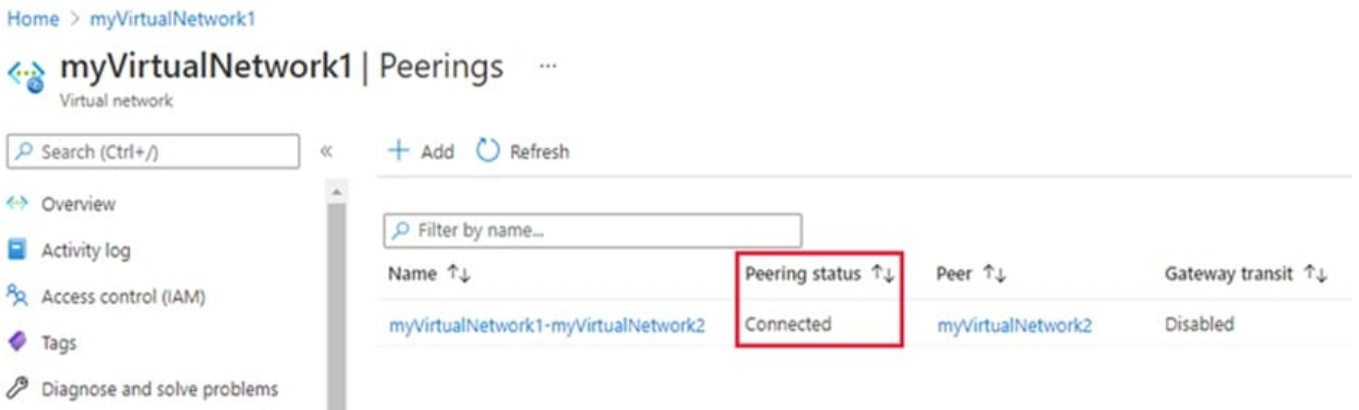 Home > myVirtualNetwork1
myVirtualNetwork1 | Peerings ...
Virtual network
Search (Ctrl+/) «
+ Add Refresh
Overview
Activity log
Access control (IAM)
Tags
Diagnose and solve problems
Filter by name...
Name ↑↓ Peering status ↑↓ Peer ↑↓ Gateway transit ↑↓
myVirtualNetwork1-myVirtualNetwork2 Connected myVirtualNetwork2 Disabled